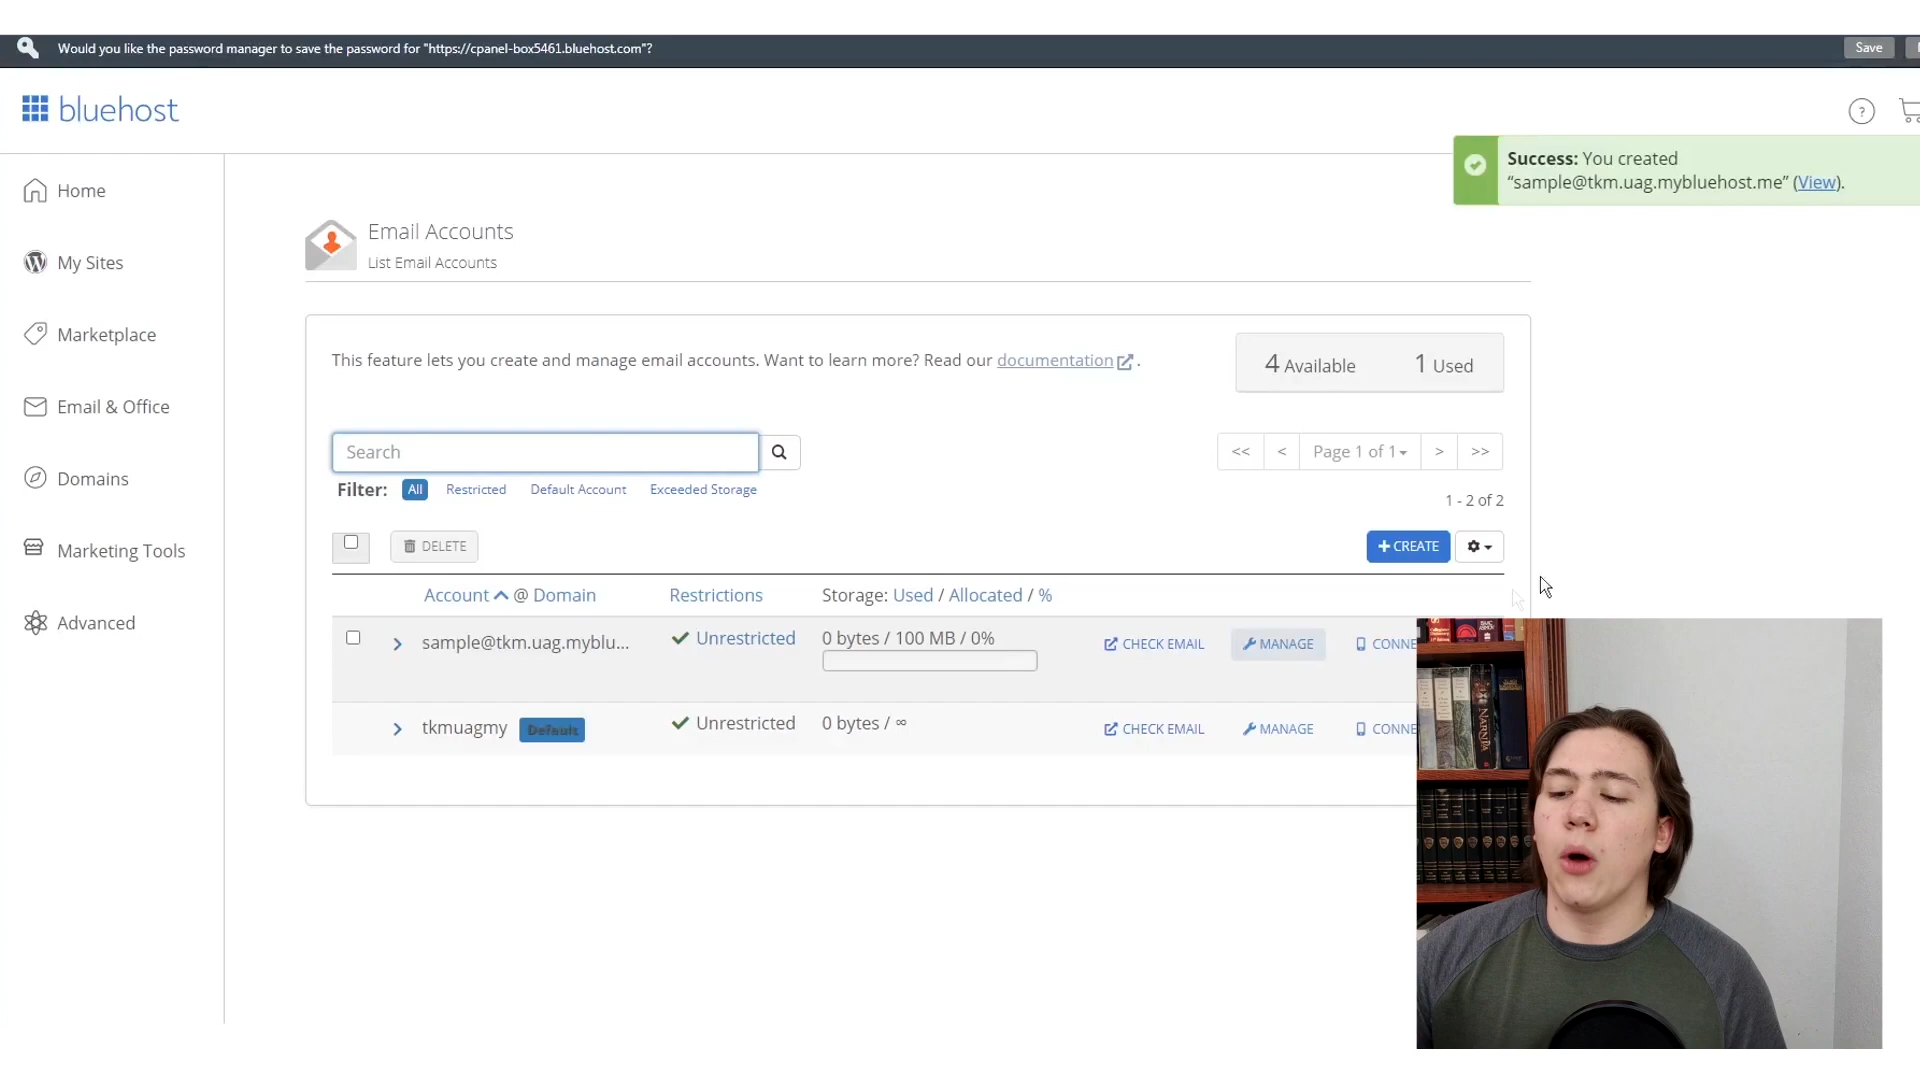 Would you like the password manager to save the password for "https://cpanel-box5461.bluehost.com"?
Save
bluehost
?
Success: You created
“sample@tkm.uag.mybluehost.me” (View).
Home
My Sites
Marketplace
Email & Office
Domains
Marketing Tools
Advanced
Email Accounts
List Email Accounts
This feature lets you create and manage email accounts. Want to learn more? Read our documentation .
4 Available 1 Used
Search
<< < Page 1 of 1 > >>
Filter: All Restricted Default Account Exceeded Storage
1 - 2 of 2
DELETE
+ CREATE
Account @ Domain Restrictions Storage: Used / Allocated / %
sample@tkm.uag.myblu... Unrestricted 0 bytes / 100 MB / 0% CHECK EMAIL MANAGE CONNE
tkmuagmy Default Unrestricted 0 bytes / ∞ CHECK EMAIL MANAGE CONNE
NARNIA